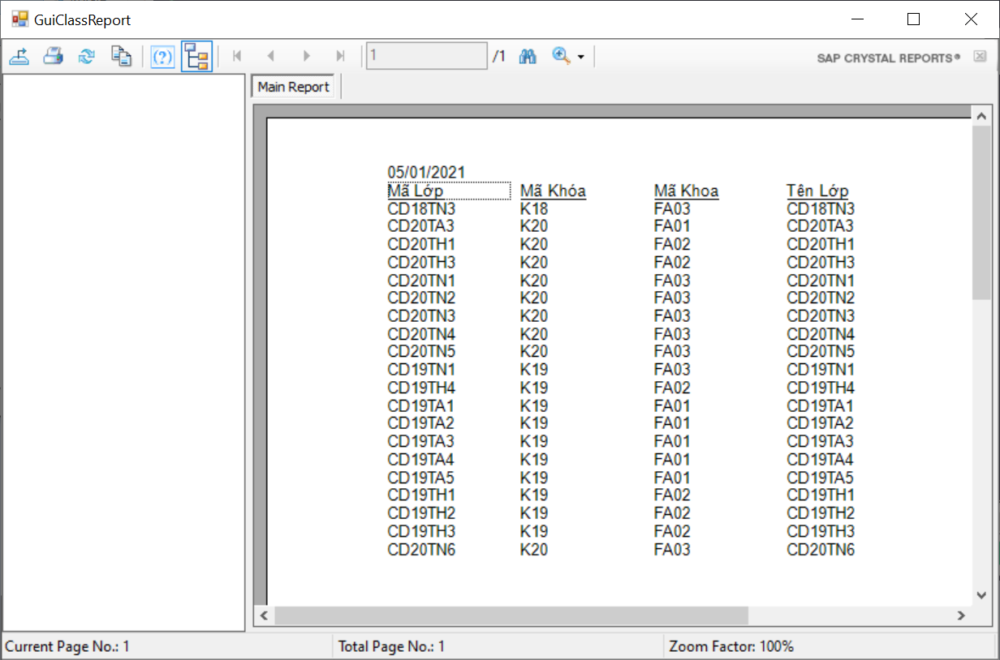 GuiClassReport
1 /1 SAP CRYSTAL REPORTS®
Main Report
05/01/2021
Mã Lớp Mã Khóa Mã Khoa Tên Lớp
CD18TN3 K18 FA03 CD18TN3
CD20TA3 K20 FA01 CD20TA3
CD20TH1 K20 FA02 CD20TH1
CD20TH3 K20 FA02 CD20TH3
CD20TN1 K20 FA03 CD20TN1
CD20TN2 K20 FA03 CD20TN2
CD20TN3 K20 FA03 CD20TN3
CD20TN4 K20 FA03 CD20TN4
CD20TN5 K20 FA03 CD20TN5
CD19TN1 K19 FA03 CD19TN1
CD19TH4 K19 FA02 CD19TH4
CD19TA1 K19 FA01 CD19TA1
CD19TA2 K19 FA01 CD19TA2
CD19TA3 K19 FA01 CD19TA3
CD19TA4 K19 FA01 CD19TA4
CD19TA5 K19 FA01 CD19TA5
CD19TH1 K19 FA02 CD19TH1
CD19TH2 K19 FA02 CD19TH2
CD19TH3 K19 FA02 CD19TH3
CD20TN6 K20 FA03 CD20TN6
Current Page No.: 1 Total Page No.: 1 Zoom Factor: 100%